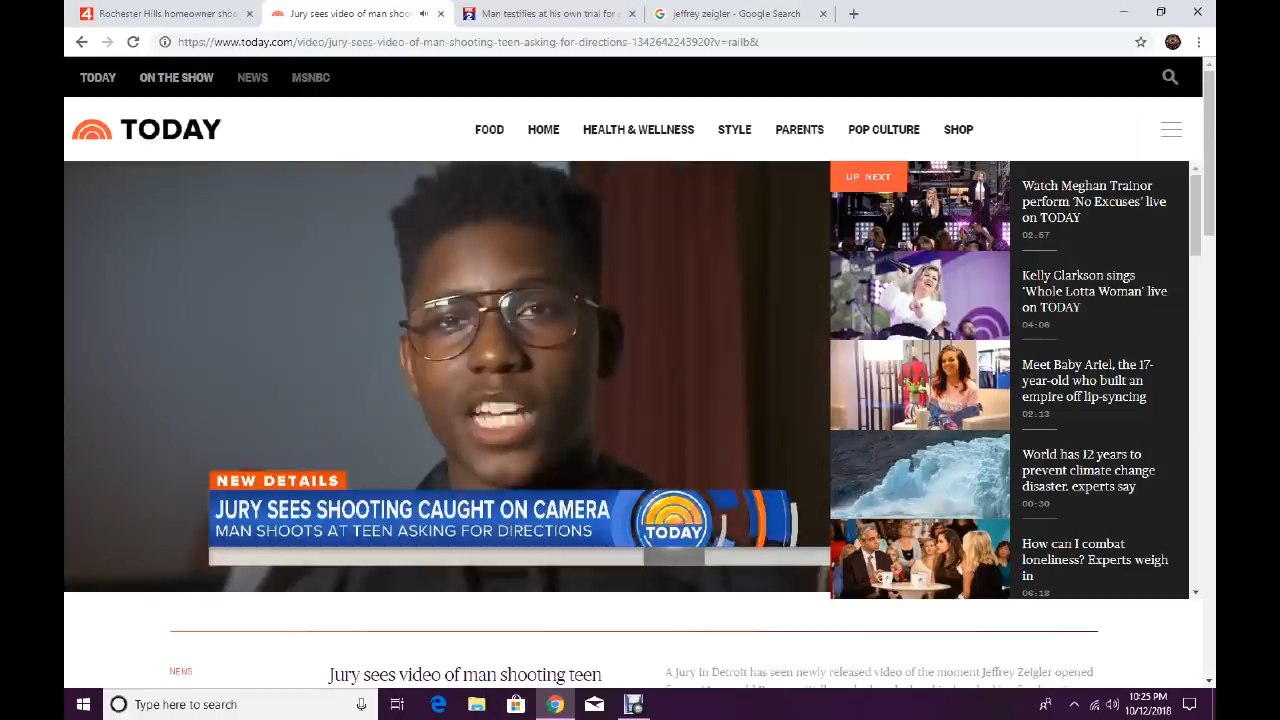 Rochester Hills homeowner shoo
Jury sees video of man shoo
Man testifies at his own trial for
jeffrey zeigler - Google Search
https://www.today.com/video/jury-sees-video-of-man-shooting-teen-asking-for-directions-1342642243920?v=railb&
TODAY ON THE SHOW NEWS MSNBC
TODAY
FOOD HOME HEALTH & WELLNESS STYLE PARENTS POP CULTURE SHOP
UP NEXT
Watch Meghan Trainor
perform 'No Excuses' live
on TODAY
02:57
Kelly Clarkson sings
'Whole Lotta Woman' live
on TODAY
04:06
Meet Baby Ariel, the 17-
year-old who built an
empire off lip-syncing
02:13
World has 12 years to
prevent climate change
disaster, experts say
00:30
How can I combat
loneliness? Experts weigh
in
06:18
NEW DETAILS
JURY SEES SHOOTING CAUGHT ON CAMERA
MAN SHOOTS AT TEEN ASKING FOR DIRECTIONS
TODAY
NEWS
Jury sees video of man shooting teen
A jury in Detroit has seen newly released video of the moment Jeffrey Zeigler opened
Type here to search
10:25 PM
10/12/2018